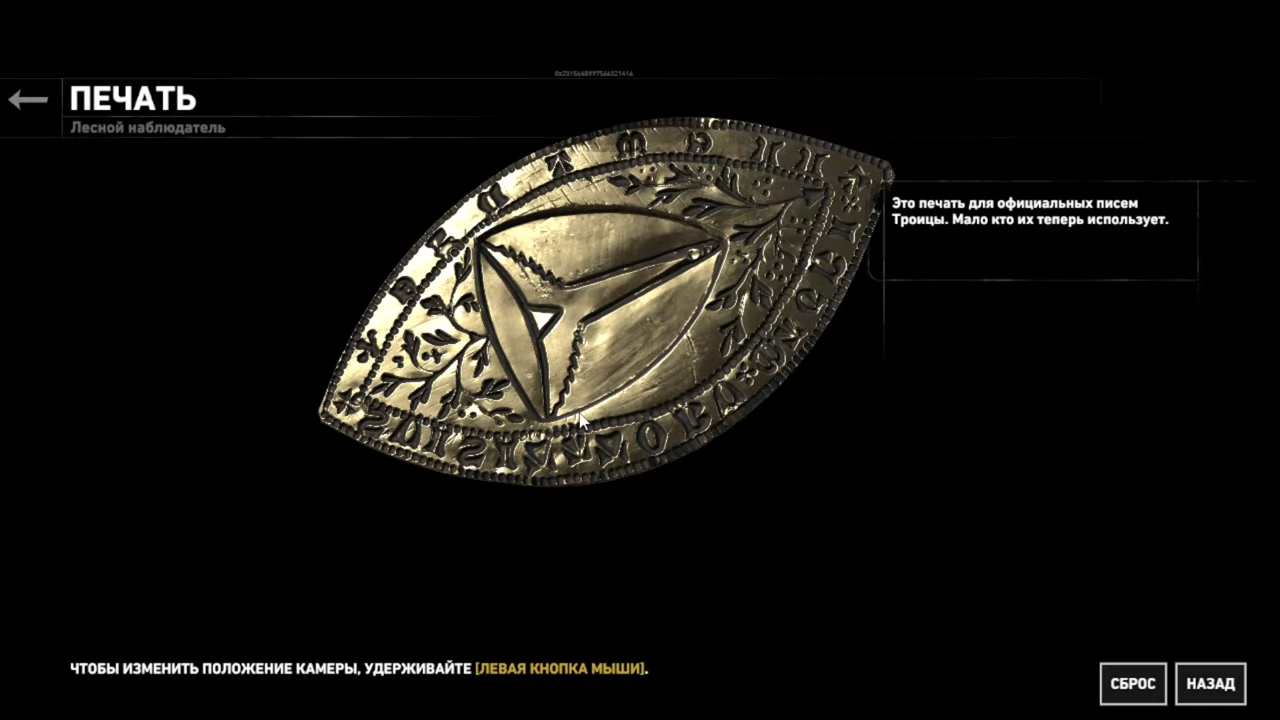 ПЕЧАТЬ
Лесной наблюдатель
Это печать для официальных писем
Троицы. Мало кто их теперь использует.
ЧТОБЫ ИЗМЕНИТЬ ПОЛОЖЕНИЕ КАМЕРЫ, УДЕРЖИВАЙТЕ [ЛЕВАЯ КНОПКА МЫШИ].
СБРОС
НАЗАД